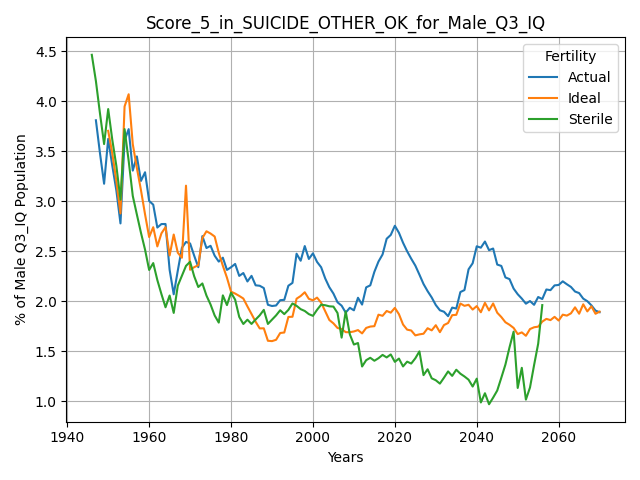 Score_5_in_SUICIDE_OTHER_OK_for_Male_Q3_IQ
Fertility
Actual
Ideal
Sterile
% of Male Q3_IQ Population
4.5
4.0
3.5
3.0
2.5
2.0
1.5
1.0
1940 1960 1980 2000 2020 2040 2060
Years